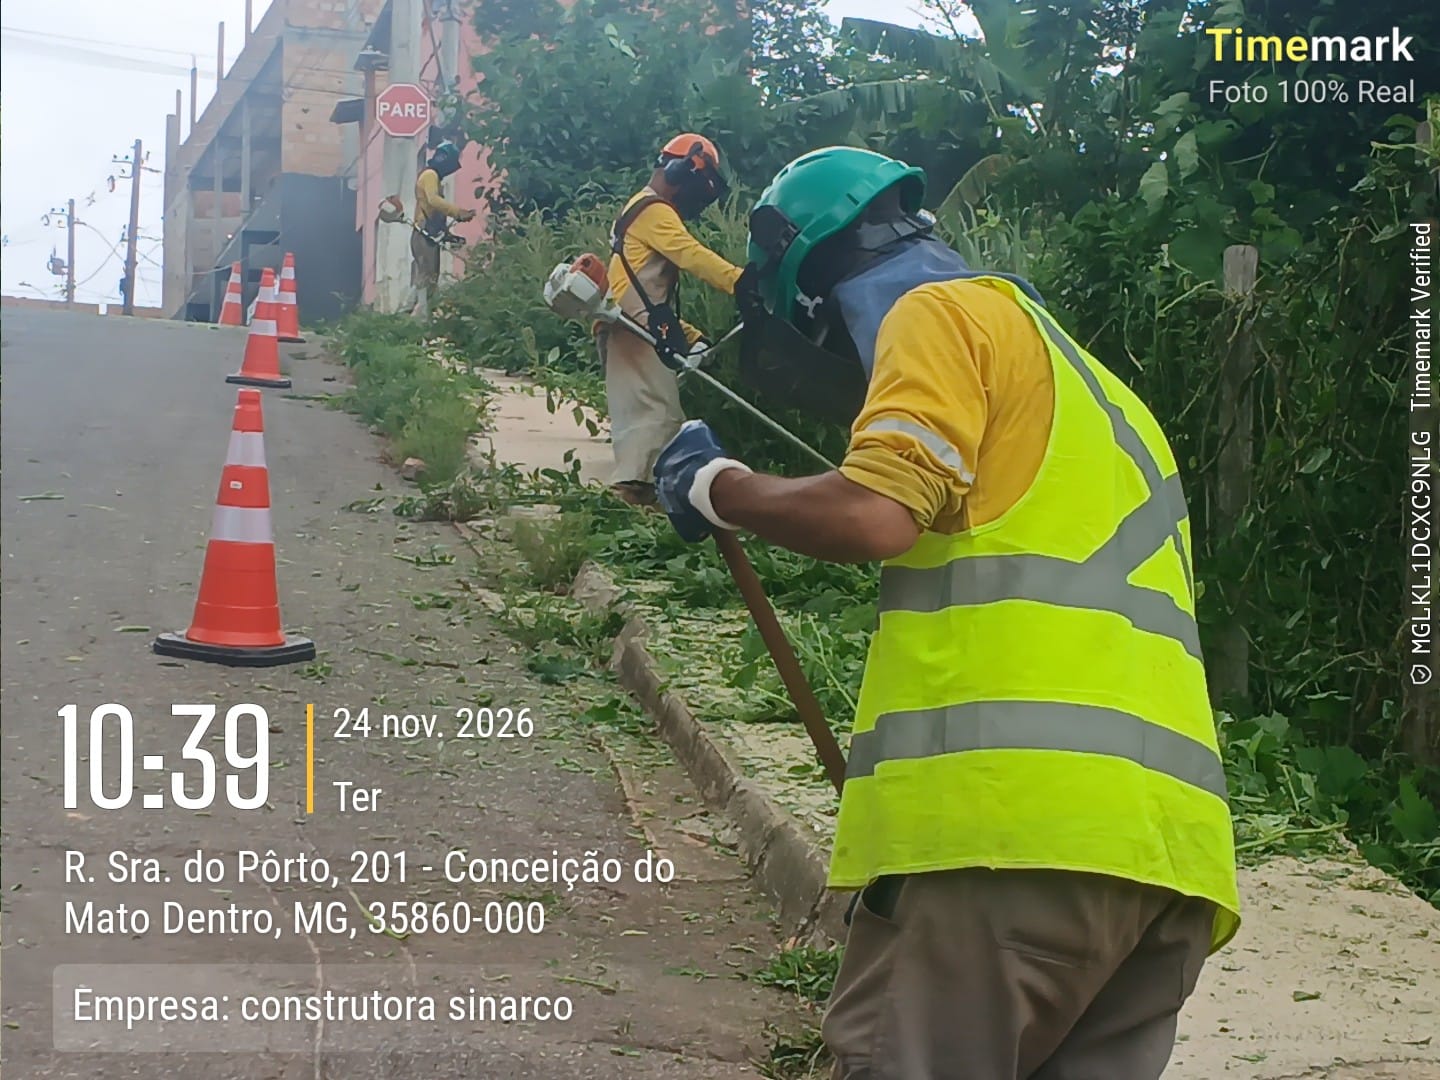 Timemark
Foto 100% Real
PARE
10:39
24 nov. 2026
Ter
R. Sra. do Pôrto, 201 - Conceição do
Mato Dentro, MG, 35860-000
Empresa: construtora sinarco
MGLKL1DCXC9NLG Timemark Verified